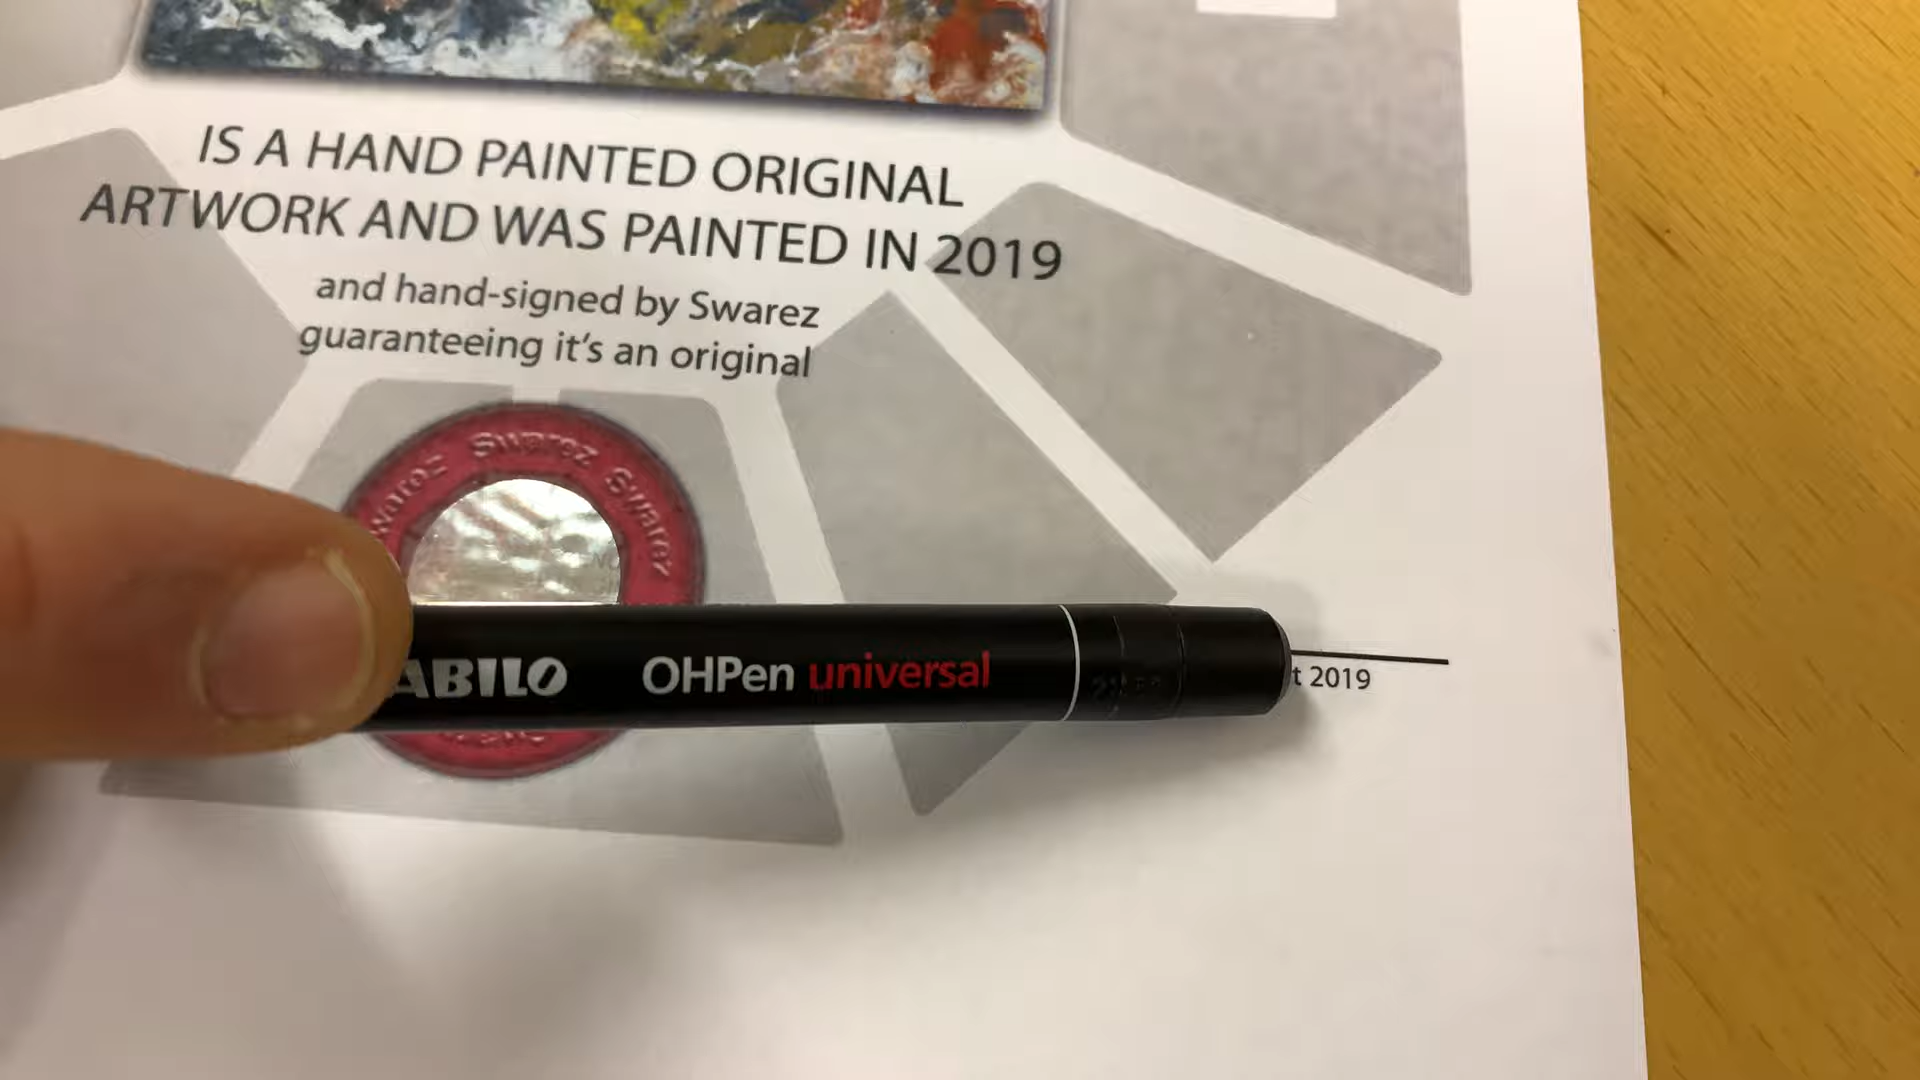 IS A HAND PAINTED ORIGINAL
ARTWORK AND WAS PAINTED IN 2019
and hand-signed by Swarez
guaranteeing it's an original
Swarez Swarez
ABILO OHPen universal
t 2019